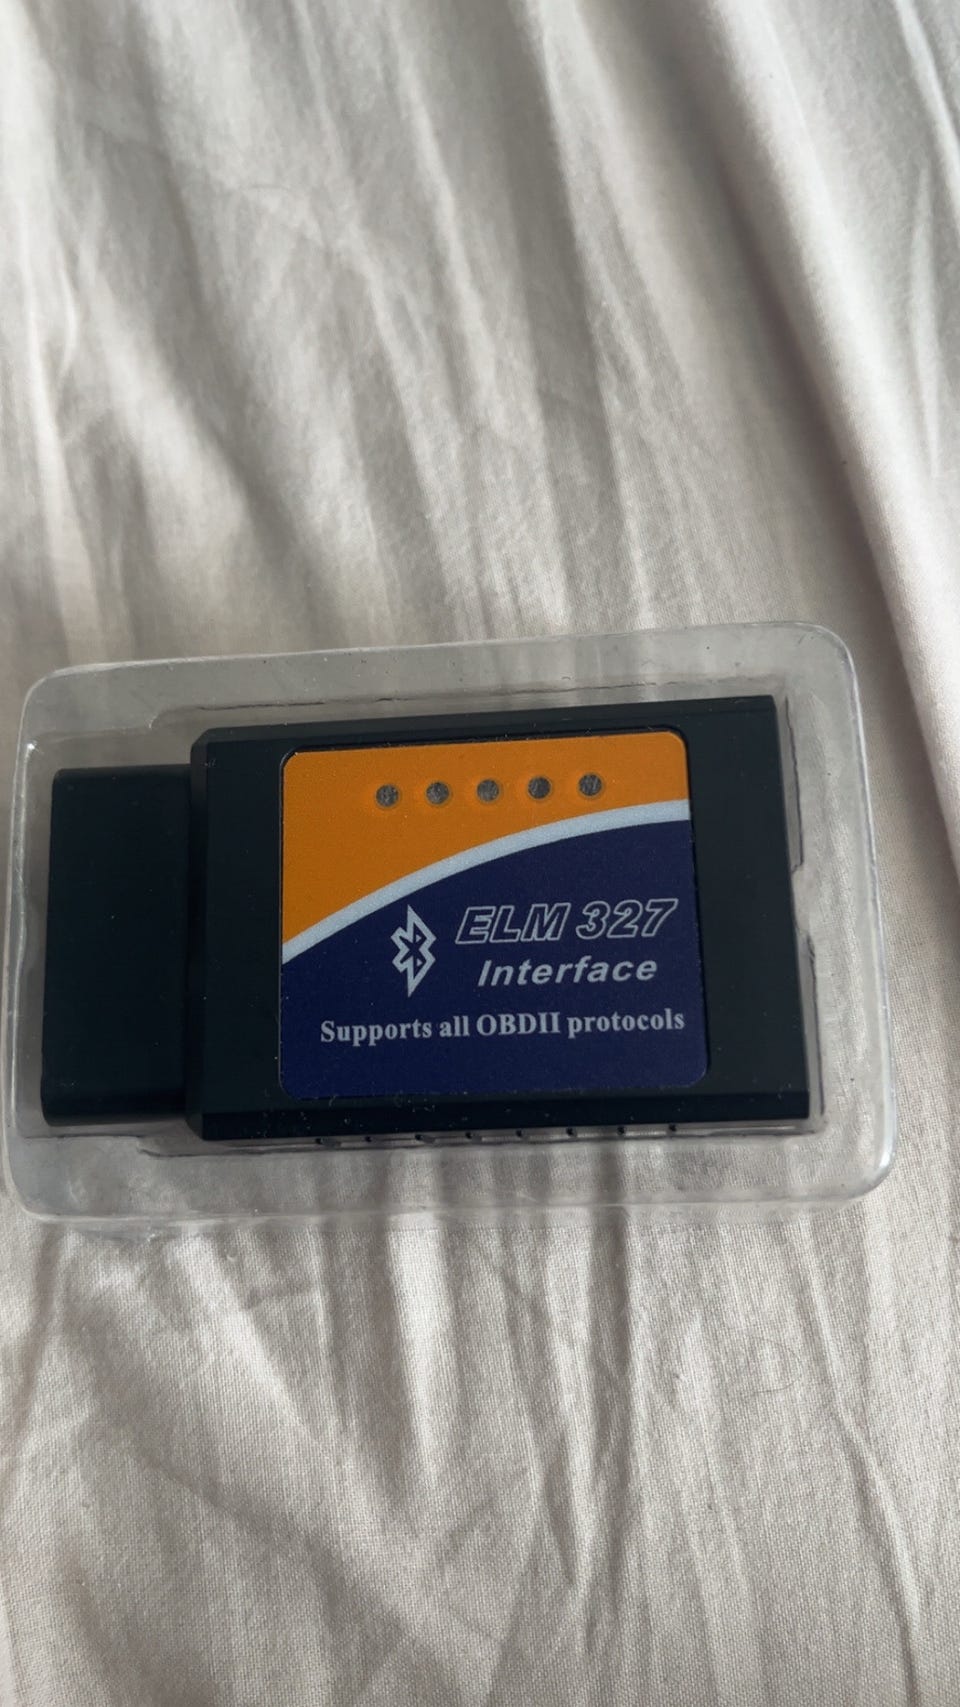 ELM 327
Interface
Supports all OBDII protocols